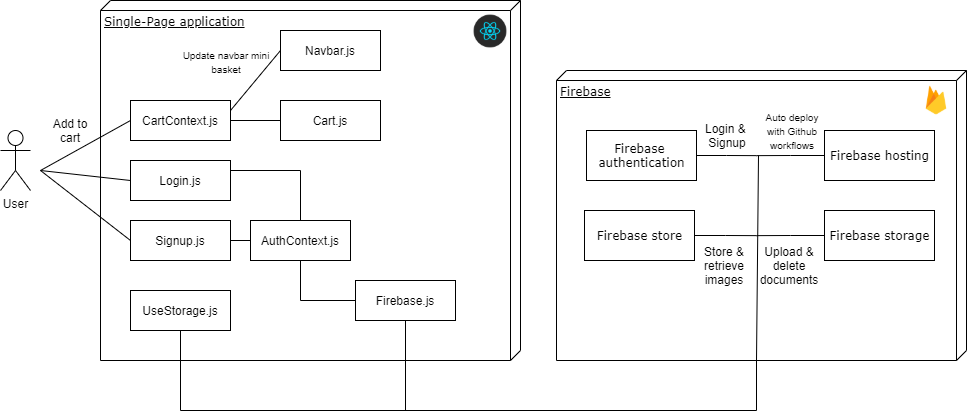 Single-Page application
Update navbar mini
basket
Navbar.js
CartContext.js
Cart.js
Add to
cart
Login.js
User
Signup.js
AuthContext.js
UseStorage.js
Firebase.js
Firebase
Firebase
authentication
Login &
Signup
Auto deploy
with Github
workflows
Firebase hosting
Firebase store
Firebase storage
Store &
retrieve
images
Upload &
delete
documents